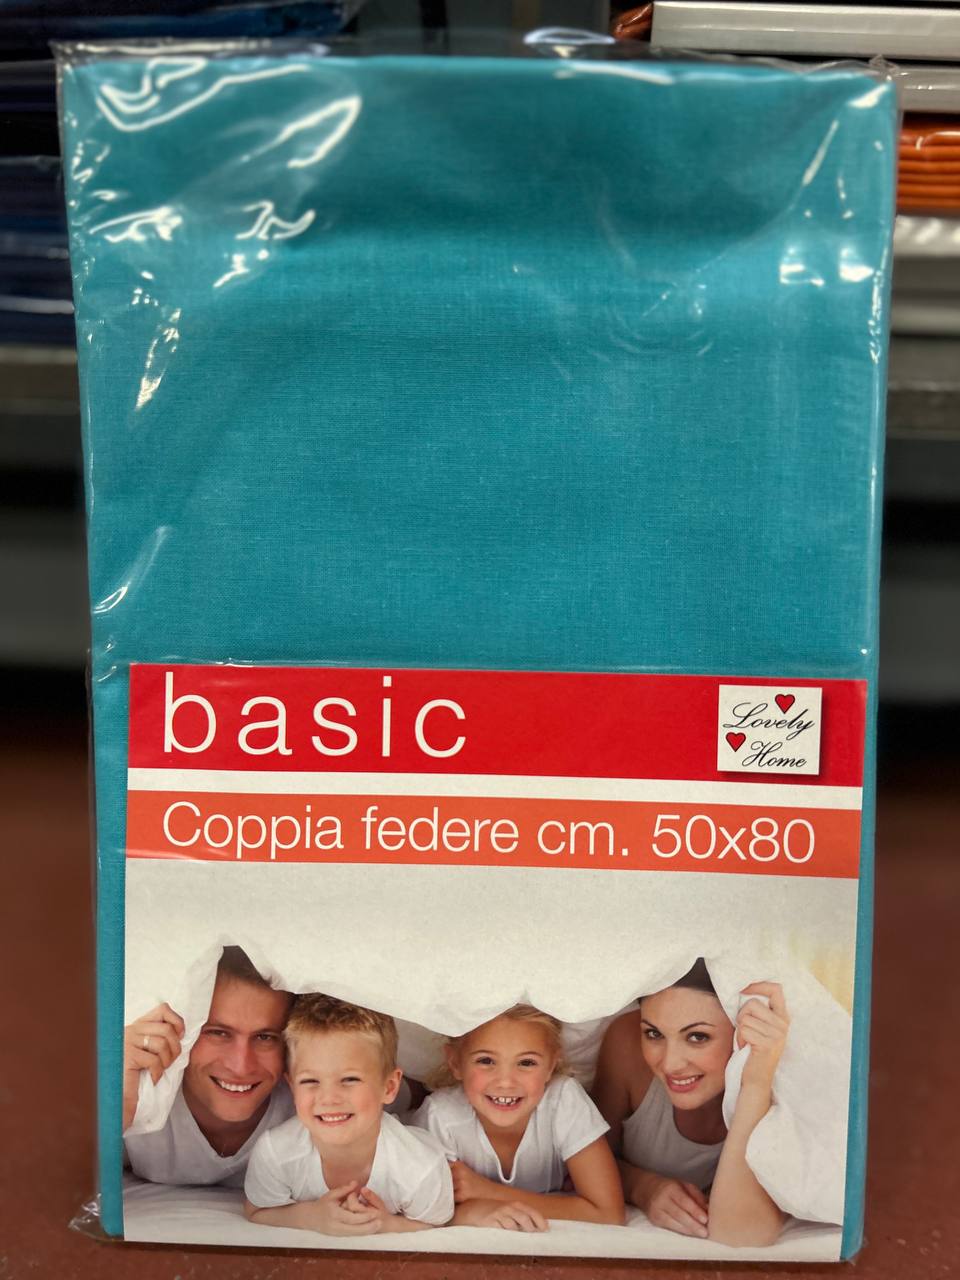 basic
Lovely
Home
Coppia federe cm. 50x80